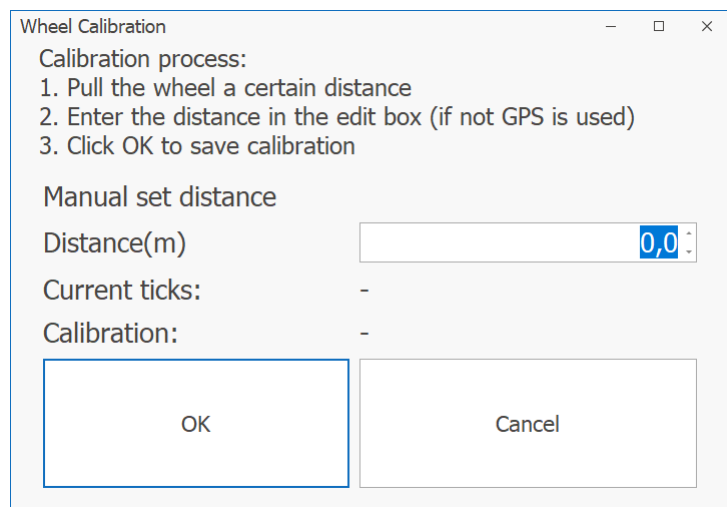 Wheel Calibration
Calibration process:
1. Pull the wheel a certain distance
2. Enter the distance in the edit box (if not GPS is used)
3. Click OK to save calibration
Manual set distance
Distance(m) 0,0
Current ticks: -
Calibration: -
OK Cancel